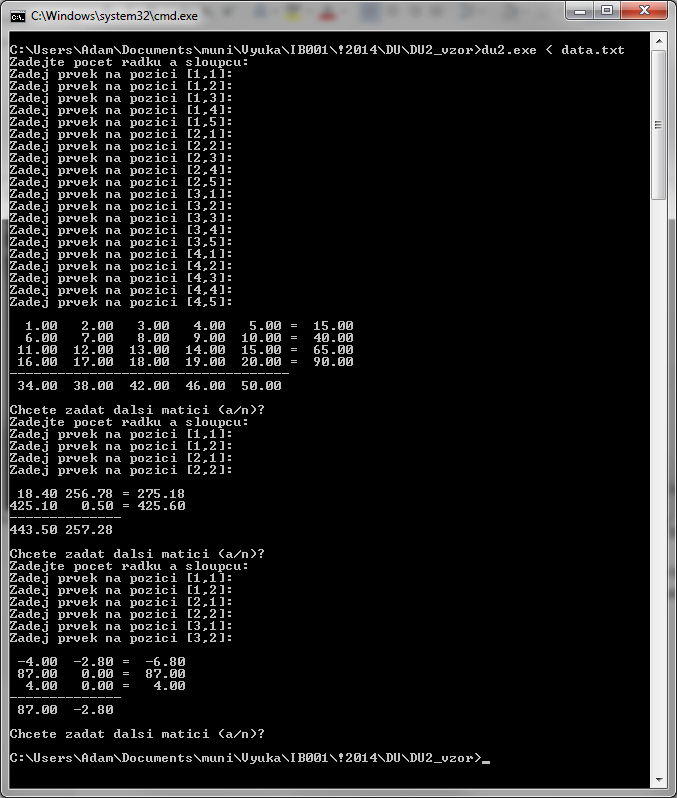 C:\Windows\system32\cmd.exe
C:\Users\Adam\Documents\muni\Vyuka\IB001\!2014\DU\DU2_vzor>du2.exe < data.txt
Zadejte pocet radku a sloupcu:
Zadej prvek na pozici [1,1]:
Zadej prvek na pozici [1,2]:
Zadej prvek na pozici [1,3]:
Zadej prvek na pozici [1,4]:
Zadej prvek na pozici [1,5]:
Zadej prvek na pozici [2,1]:
Zadej prvek na pozici [2,2]:
Zadej prvek na pozici [2,3]:
Zadej prvek na pozici [2,4]:
Zadej prvek na pozici [2,5]:
Zadej prvek na pozici [3,1]:
Zadej prvek na pozici [3,2]:
Zadej prvek na pozici [3,3]:
Zadej prvek na pozici [3,4]:
Zadej prvek na pozici [3,5]:
Zadej prvek na pozici [4,1]:
Zadej prvek na pozici [4,2]:
Zadej prvek na pozici [4,3]:
Zadej prvek na pozici [4,4]:
Zadej prvek na pozici [4,5]:
  1.00   2.00   3.00   4.00   5.00 =  15.00
  6.00   7.00   8.00   9.00  10.00 =  40.00
 11.00  12.00  13.00  14.00  15.00 =  65.00
 16.00  17.00  18.00  19.00  20.00 =  90.00
-----------------------------------
 34.00  38.00  42.00  46.00  50.00
Chcete zadat dalsi matici (a/n)?
Zadejte pocet radku a sloupcu:
Zadej prvek na pozici [1,1]:
Zadej prvek na pozici [1,2]:
Zadej prvek na pozici [2,1]:
Zadej prvek na pozici [2,2]:
 18.40 256.78 = 275.18
425.10   0.50 = 425.60
--------------
443.50 257.28
Chcete zadat dalsi matici (a/n)?
Zadejte pocet radku a sloupcu:
Zadej prvek na pozici [1,1]:
Zadej prvek na pozici [1,2]:
Zadej prvek na pozici [2,1]:
Zadej prvek na pozici [2,2]:
Zadej prvek na pozici [3,1]:
Zadej prvek na pozici [3,2]:
 -4.00  -2.80 =  -6.80
 87.00   0.00 =  87.00
  4.00   0.00 =   4.00
--------------
 87.00  -2.80
Chcete zadat dalsi matici (a/n)?
C:\Users\Adam\Documents\muni\Vyuka\IB001\!2014\DU\DU2_vzor>_